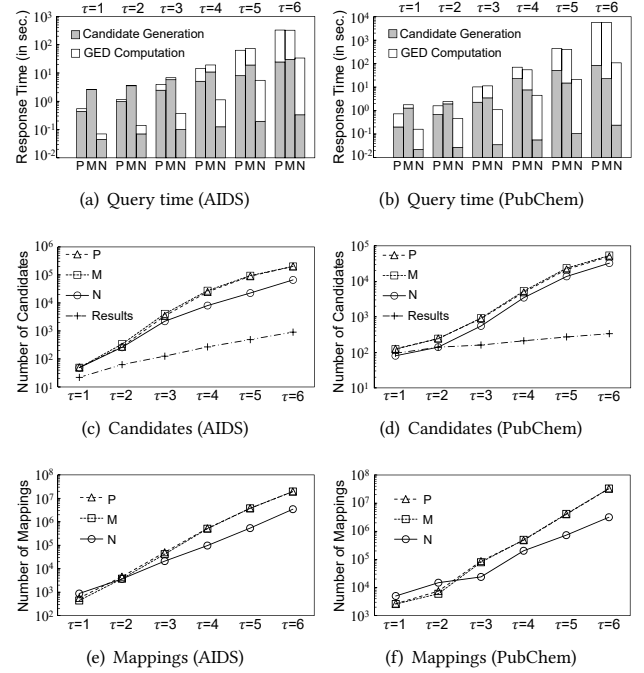 τ=1 τ=2 τ=3 τ=4 τ=5 τ=6
Response Time (in sec.)
10^3
10^2
10^1
10^0
10^-1
10^-2
Candidate Generation
GED Computation
PMN PMN PMN PMN PMN PMN
(a) Query time (AIDS)
τ=1 τ=2 τ=3 τ=4 τ=5 τ=6
Response Time (in sec.)
10^4
10^3
10^2
10^1
10^0
10^-1
10^-2
Candidate Generation
GED Computation
PMN PMN PMN PMN PMN PMN
(b) Query time (PubChem)
Number of Candidates
10^6
10^5
10^4
10^3
10^2
10^1
P
M
N
Results
τ=1 τ=2 τ=3 τ=4 τ=5 τ=6
(c) Candidates (AIDS)
Number of Candidates
10^5
10^4
10^3
10^2
10^1
P
M
N
Results
τ=1 τ=2 τ=3 τ=4 τ=5 τ=6
(d) Candidates (PubChem)
Number of Mappings
10^8
10^7
10^6
10^5
10^4
10^3
10^2
P
M
N
τ=1 τ=2 τ=3 τ=4 τ=5 τ=6
(e) Mappings (AIDS)
Number of Mappings
10^8
10^7
10^6
10^5
10^4
10^3
P
M
N
τ=1 τ=2 τ=3 τ=4 τ=5 τ=6
(f) Mappings (PubChem)